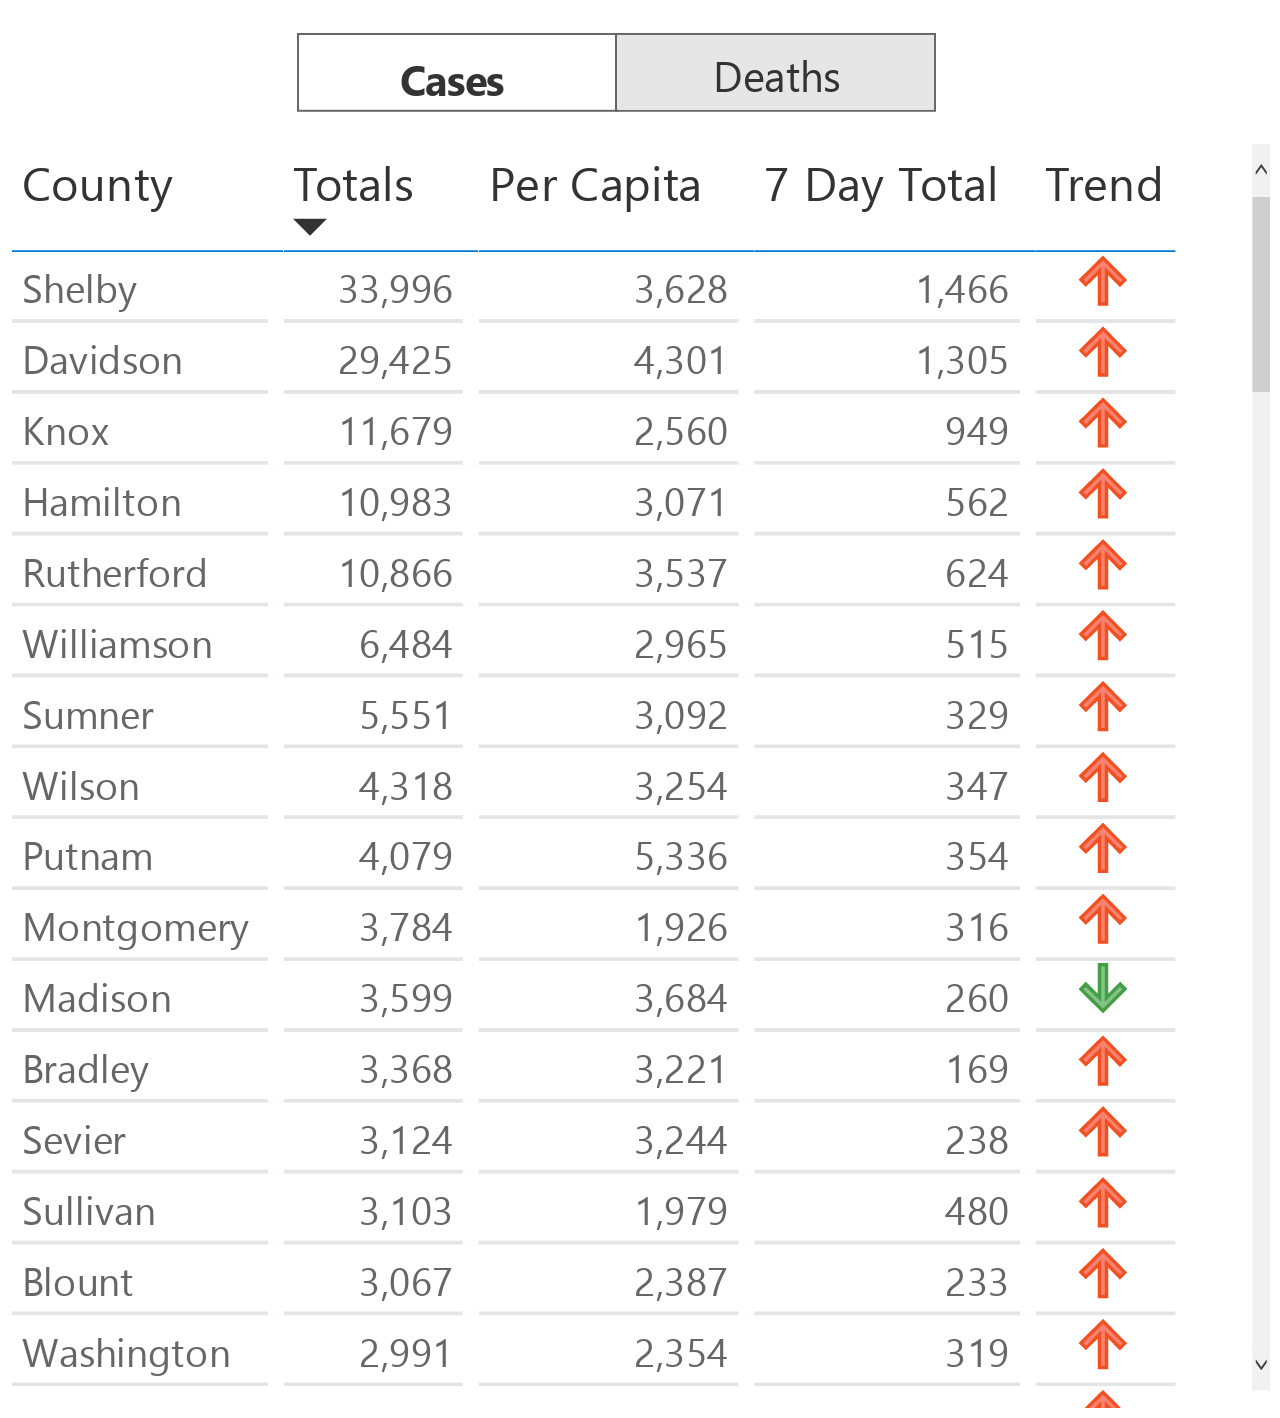 Cases Deaths
County Totals Per Capita 7 Day Total Trend
Shelby 33,996 3,628 1,466
Davidson 29,425 4,301 1,305
Knox 11,679 2,560 949
Hamilton 10,983 3,071 562
Rutherford 10,866 3,537 624
Williamson 6,484 2,965 515
Sumner 5,551 3,092 329
Wilson 4,318 3,254 347
Putnam 4,079 5,336 354
Montgomery 3,784 1,926 316
Madison 3,599 3,684 260
Bradley 3,368 3,221 169
Sevier 3,124 3,244 238
Sullivan 3,103 1,979 480
Blount 3,067 2,387 233
Washington 2,991 2,354 319